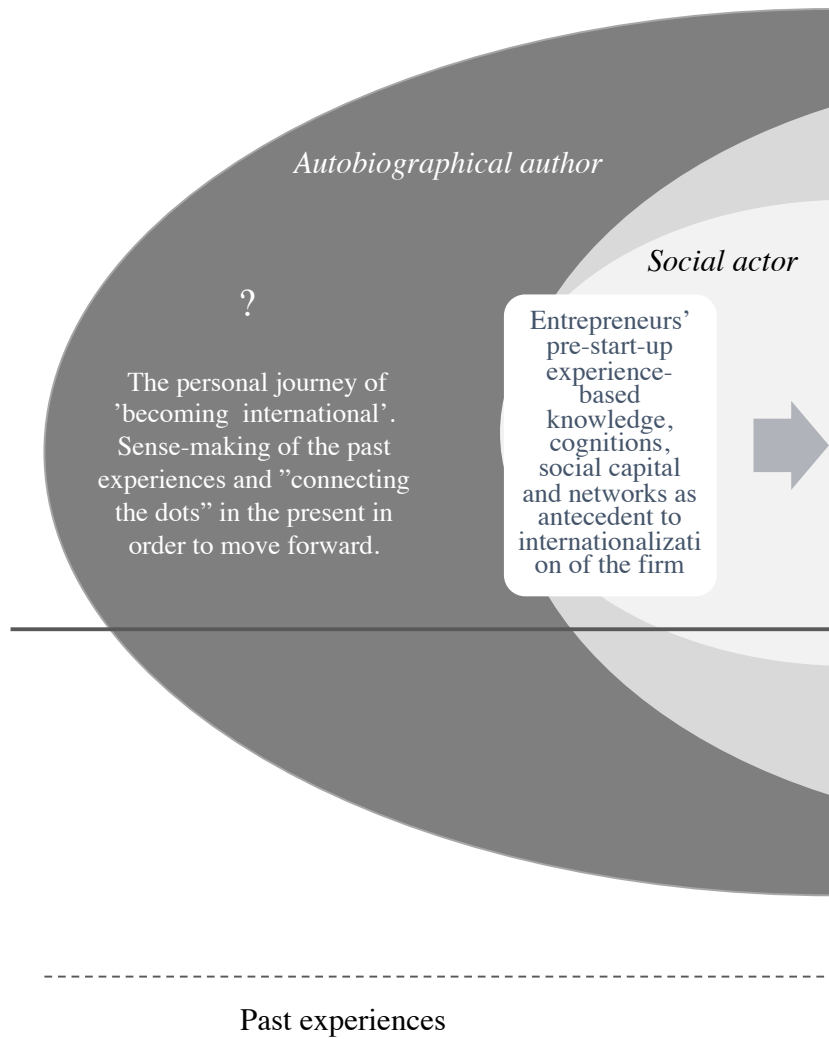 Autobiographical author
Social actor
?
The personal journey of
’becoming  international’.
Sense-making of the past
experiences and ”connecting
the dots” in the present in
order to move forward.
Entrepreneurs’
pre-start-up
experience-
based
knowledge,
cognitions,
social capital
and networks as
antecedent to
internationalizati
on of the firm
Past experiences